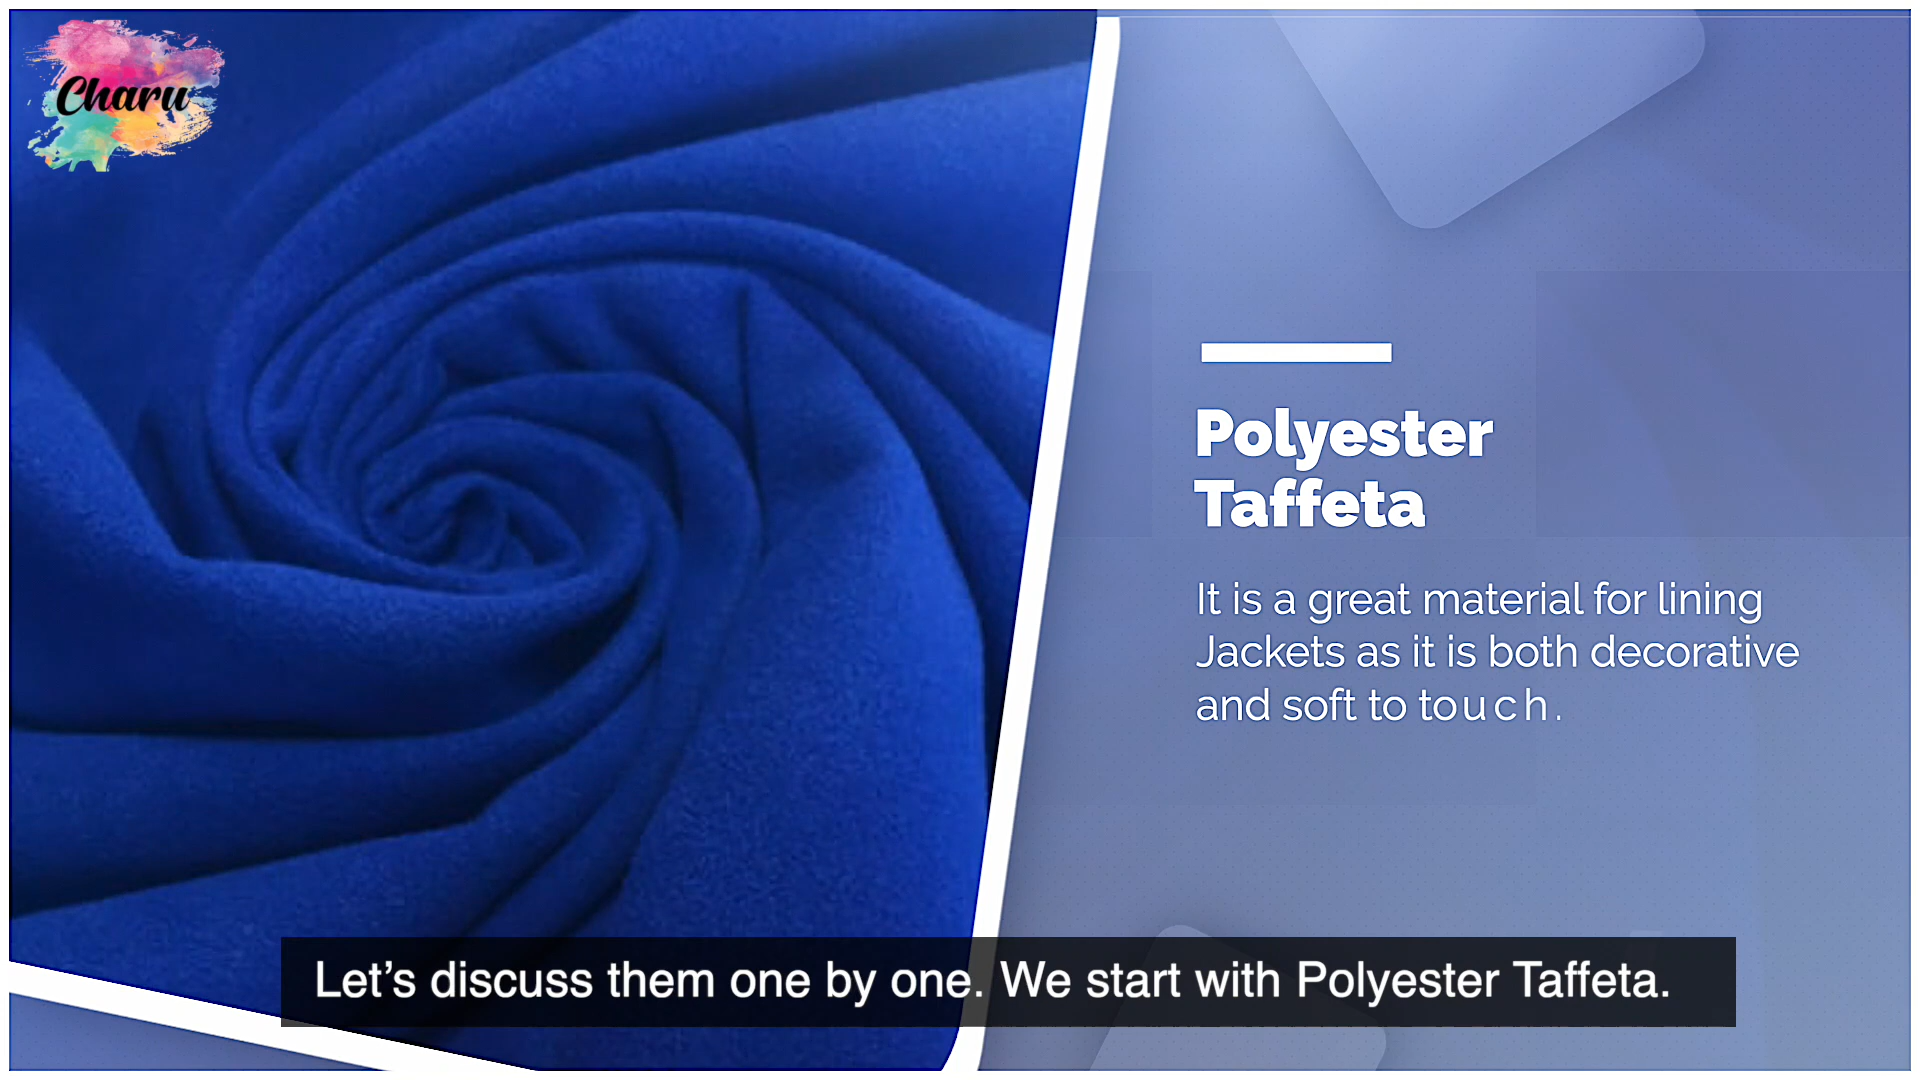 Charu
Polyester
Taffeta
It is a great material for lining
Jackets as it is both decorative
and soft to touch.
Let’s discuss them one by one. We start with Polyester Taffeta.